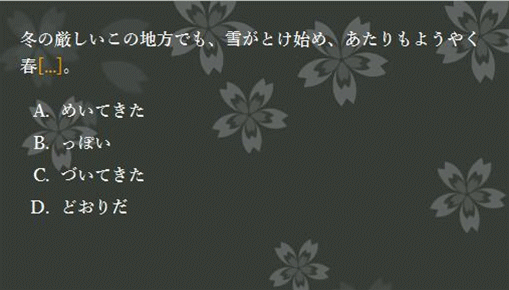 冬の厳しいこの地方でも、雪がとけ始め、あたりもようやく
春[...]。
A. めいてきた
B. っぽい
C. づいてきた
D. どおりだ